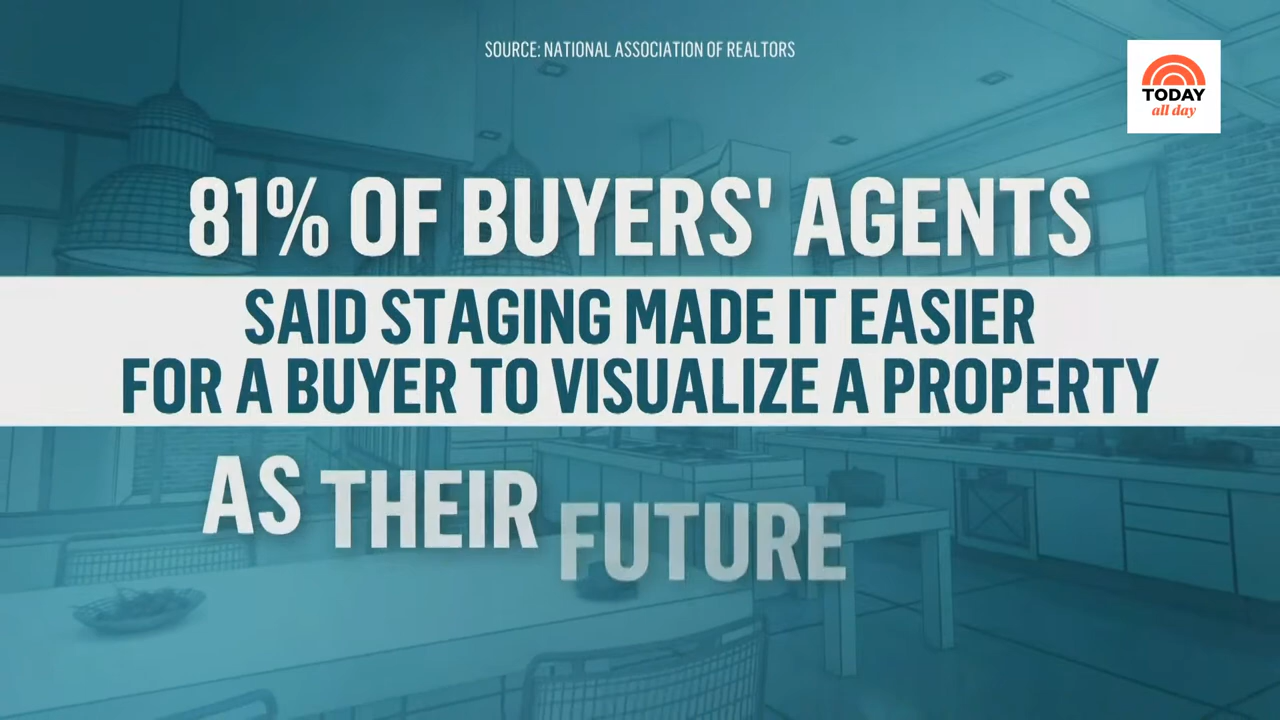 SOURCE: NATIONAL ASSOCIATION OF REALTORS
TODAY
all day
81% OF BUYERS' AGENTS
SAID STAGING MADE IT EASIER
FOR A BUYER TO VISUALIZE A PROPERTY
AS THEIR FUTURE